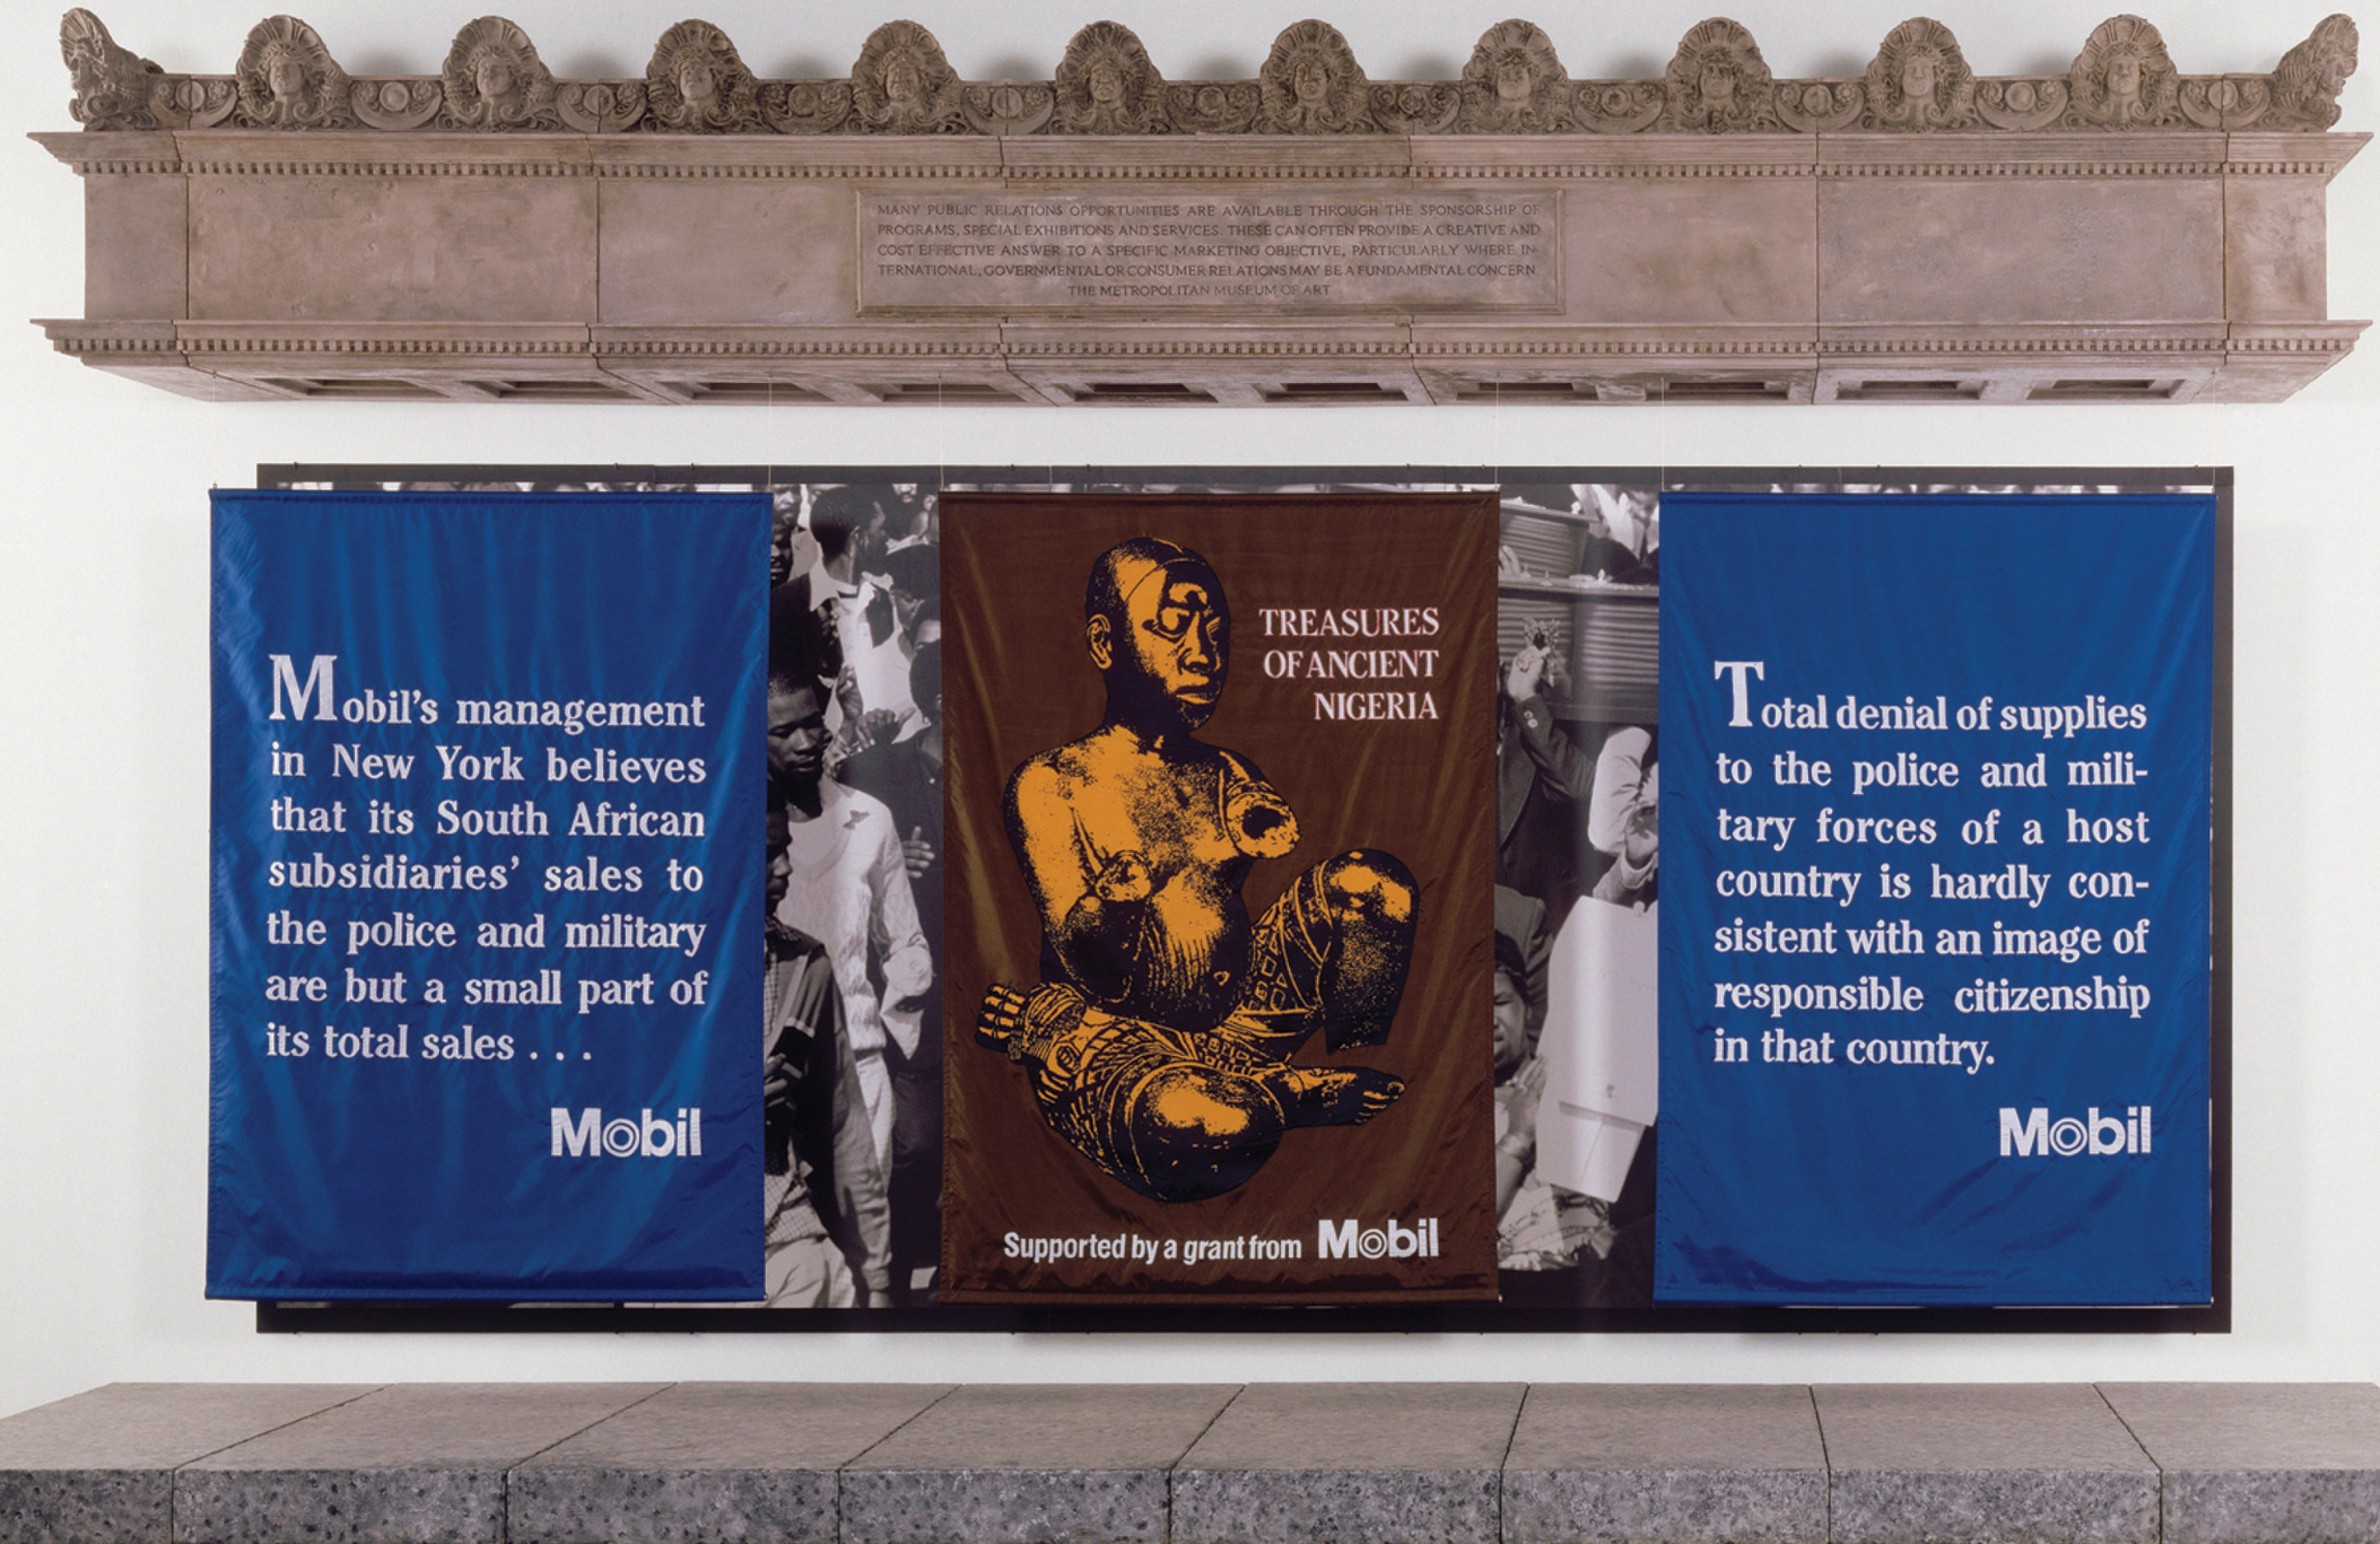 MANY PUBLIC RELATIONS OPPORTUNITIES ARE AVAILABLE THROUGH THE SPONSORSHIP OF
PROGRAMS, SPECIAL EXHIBITIONS AND SERVICES. THESE CAN OFTEN PROVIDE A CREATIVE AND
COST EFFECTIVE ANSWER TO A SPECIFIC MARKETING OBJECTIVE, PARTICULARLY WHERE IN-
TERNATIONAL, GOVERNMENTAL OR CONSUMER RELATIONS MAY BE A FUNDAMENTAL CONCERN.
THE METROPOLITAN MUSEUM OF ART
Mobil's management
in New York believes
that its South African
subsidiaries' sales to
the police and military
are but a small part of
its total sales . . .
Mobil
TREASURES
OF ANCIENT
NIGERIA
Supported by a grant from Mobil
Total denial of supplies
to the police and mili-
tary forces of a host
country is hardly con-
sistent with an image of
responsible citizenship
in that country.
Mobil